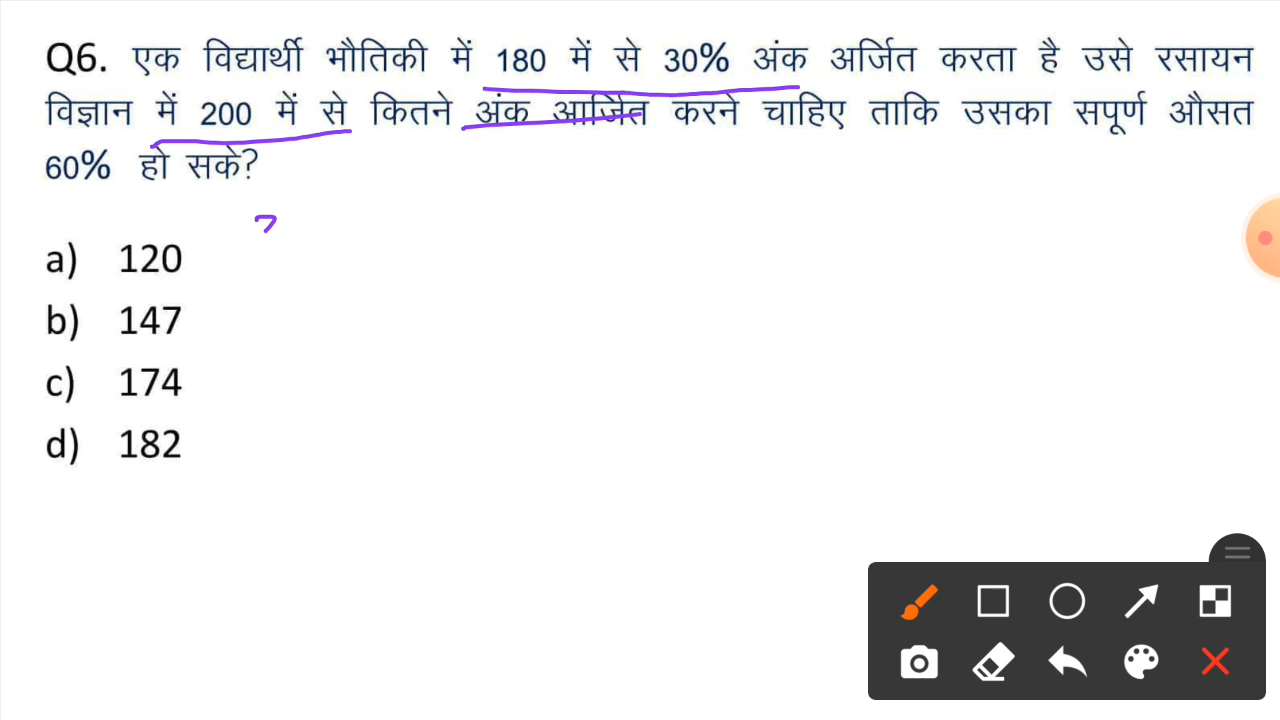 Q6. एक विद्यार्थी भौतिकी में 180 में से 30% अंक अर्जित करता है उसे रसायन
विज्ञान में 200 में से कितने अंक आर्जित करने चाहिए ताकि उसका सपूर्ण औसत
60% हो सके?
a) 120
b) 147
c) 174
d) 182